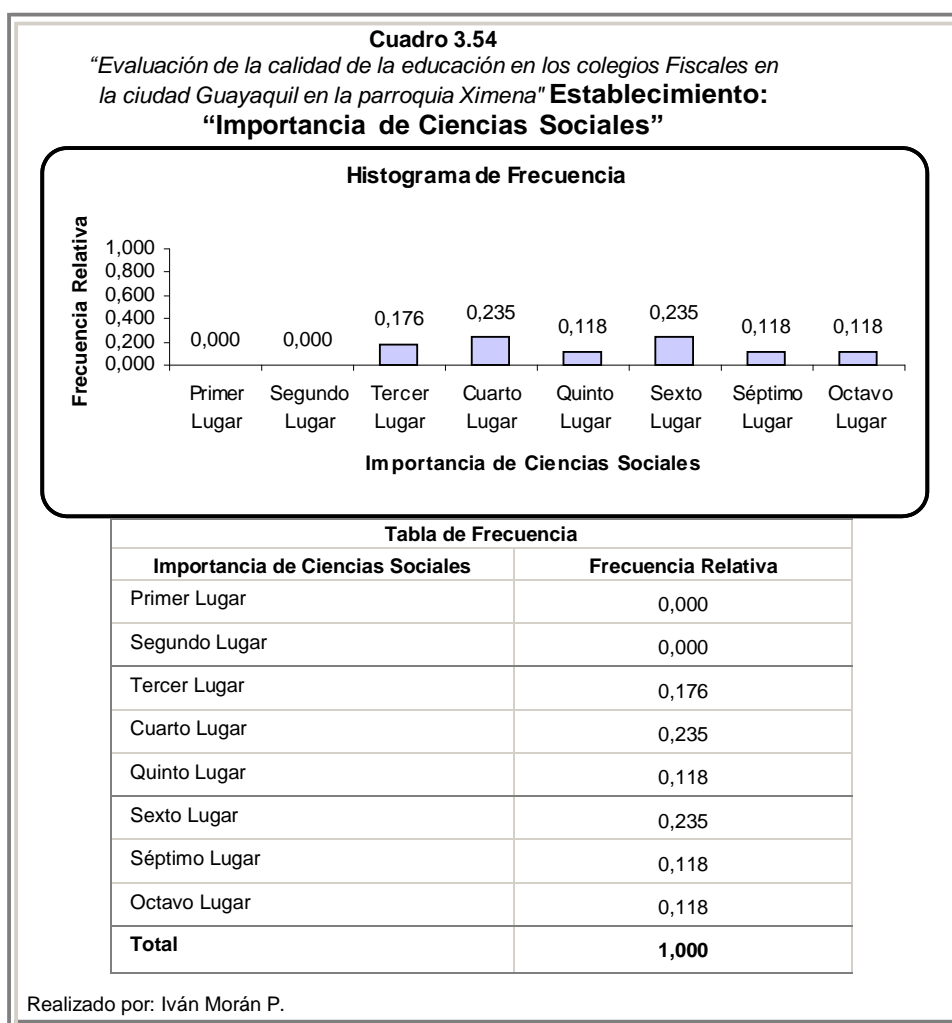 Cuadro 3.54
“Evaluación de la calidad de la educación en los colegios Fiscales en
la ciudad Guayaquil en la parroquia Ximena" Establecimiento:
“Importancia de Ciencias Sociales”
Histograma de Frecuencia
Frecuencia Relativa
1,000
0,800
0,600
0,400
0,200
0,000
0,000 0,000 0,176 0,235 0,118 0,235 0,118 0,118
Primer Segundo Tercer Cuarto Quinto Sexto Séptimo Octavo
Lugar Lugar Lugar Lugar Lugar Lugar Lugar Lugar
Importancia de Ciencias Sociales
Tabla de Frecuencia
Importancia de Ciencias Sociales Frecuencia Relativa
Primer Lugar 0,000
Segundo Lugar 0,000
Tercer Lugar 0,176
Cuarto Lugar 0,235
Quinto Lugar 0,118
Sexto Lugar 0,235
Séptimo Lugar 0,118
Octavo Lugar 0,118
Total 1,000
Realizado por: Iván Morán P.